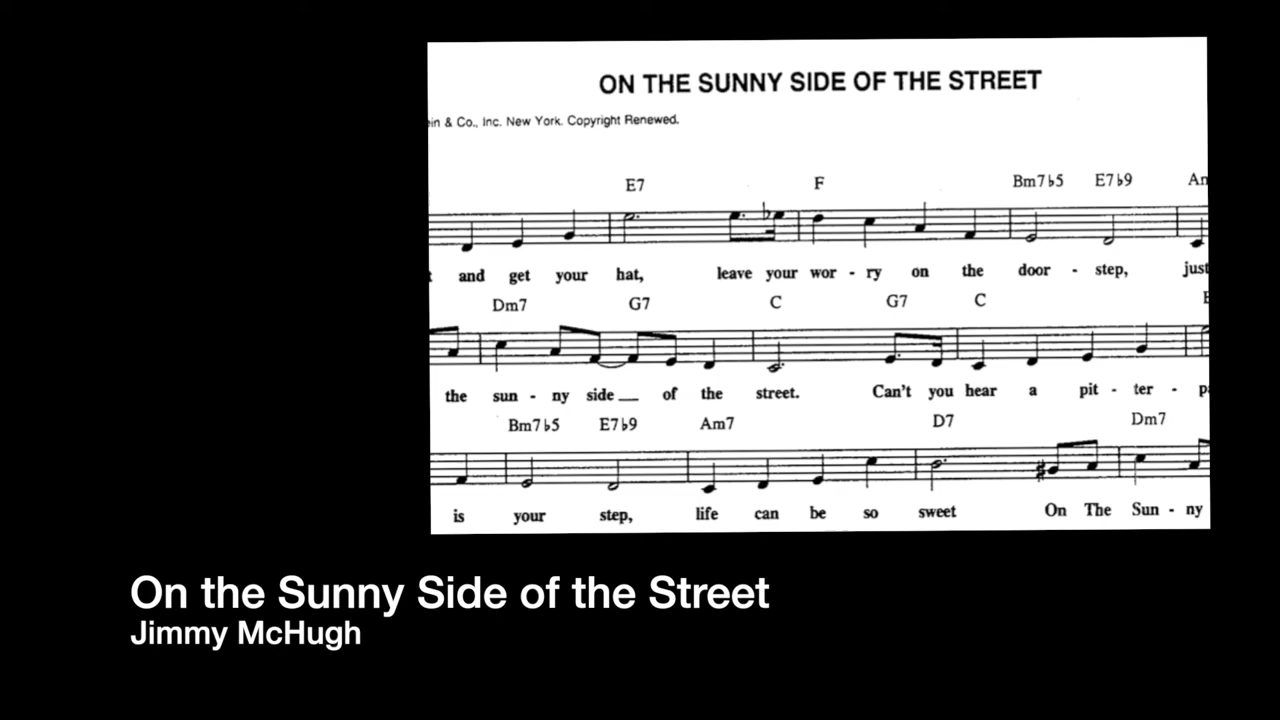 ON THE SUNNY SIDE OF THE STREET
& Co., Inc. New York. Copyright Renewed.
E7 F Bm7♭5 E7♭9
and get your hat, leave your wor - ry on the door - step, just
Dm7 G7 C G7 C
the sun - ny side __ of the street. Can't you hear a pit - ter -
Bm7♭5 E7♭9 Am7 D7 Dm7
is your step, life can be so sweet On The Sun - ny
On the Sunny Side of the Street
Jimmy McHugh